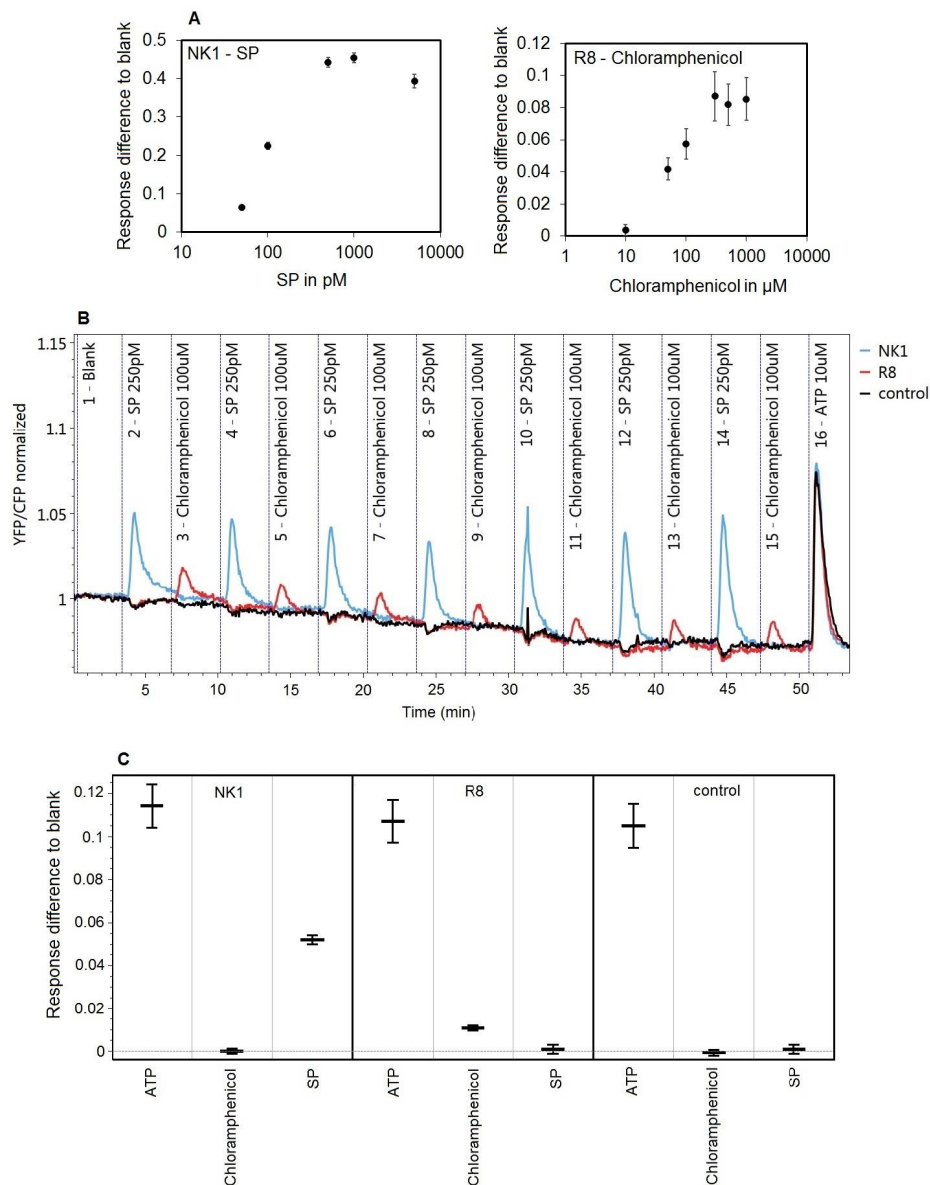 A
NK1 - SP
Response difference to blank
0.5
0.4
0.3
0.2
0.1
0
10
100
1000
10000
SP in pM
R8 - Chloramphenicol
Response difference to blank
0.12
0.1
0.08
0.06
0.04
0.02
0
1
10
100
1000
10000
Chloramphenicol in µM
B
YFP/CFP normalized
1.15
1.1
1.05
1
1 - Blank
2 - SP 250pM
3 - Chloramphenicol 100uM
4 - SP 250pM
5 - Chloramphenicol 100uM
6 - SP 250pM
7 - Chloramphenicol 100uM
8 - SP 250pM
9 - Chloramphenicol 100uM
10 - SP 250pM
11 - Chloramphenicol 100uM
12 - SP 250pM
13 - Chloramphenicol 100uM
14 - SP 250pM
15 - Chloramphenicol 100uM
16 - ATP 10uM
NK1
R8
control
5
10
15
20
25
30
35
40
45
50
Time (min)
C
Response difference to blank
0.12
0.1
0.06
0.04
0.02
0
NK1
R8
control
ATP
Chloramphenicol
SP
ATP
Chloramphenicol
SP
ATP
Chloramphenicol
SP